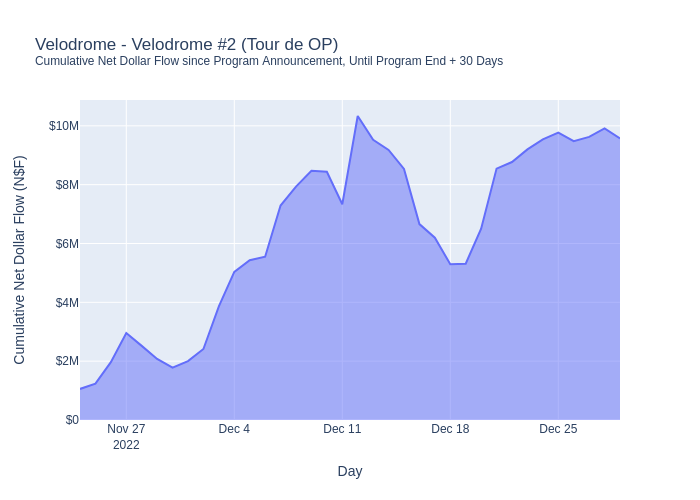 Velodrome - Velodrome #2 (Tour de OP)
Cumulative Net Dollar Flow since Program Announcement, Until Program End + 30 Days
Cumulative Net Dollar Flow (N$F)
$10M
$8M
$6M
$4M
$2M
$0
Nov 27
2022
Dec 4
Dec 11
Dec 18
Dec 25
Day